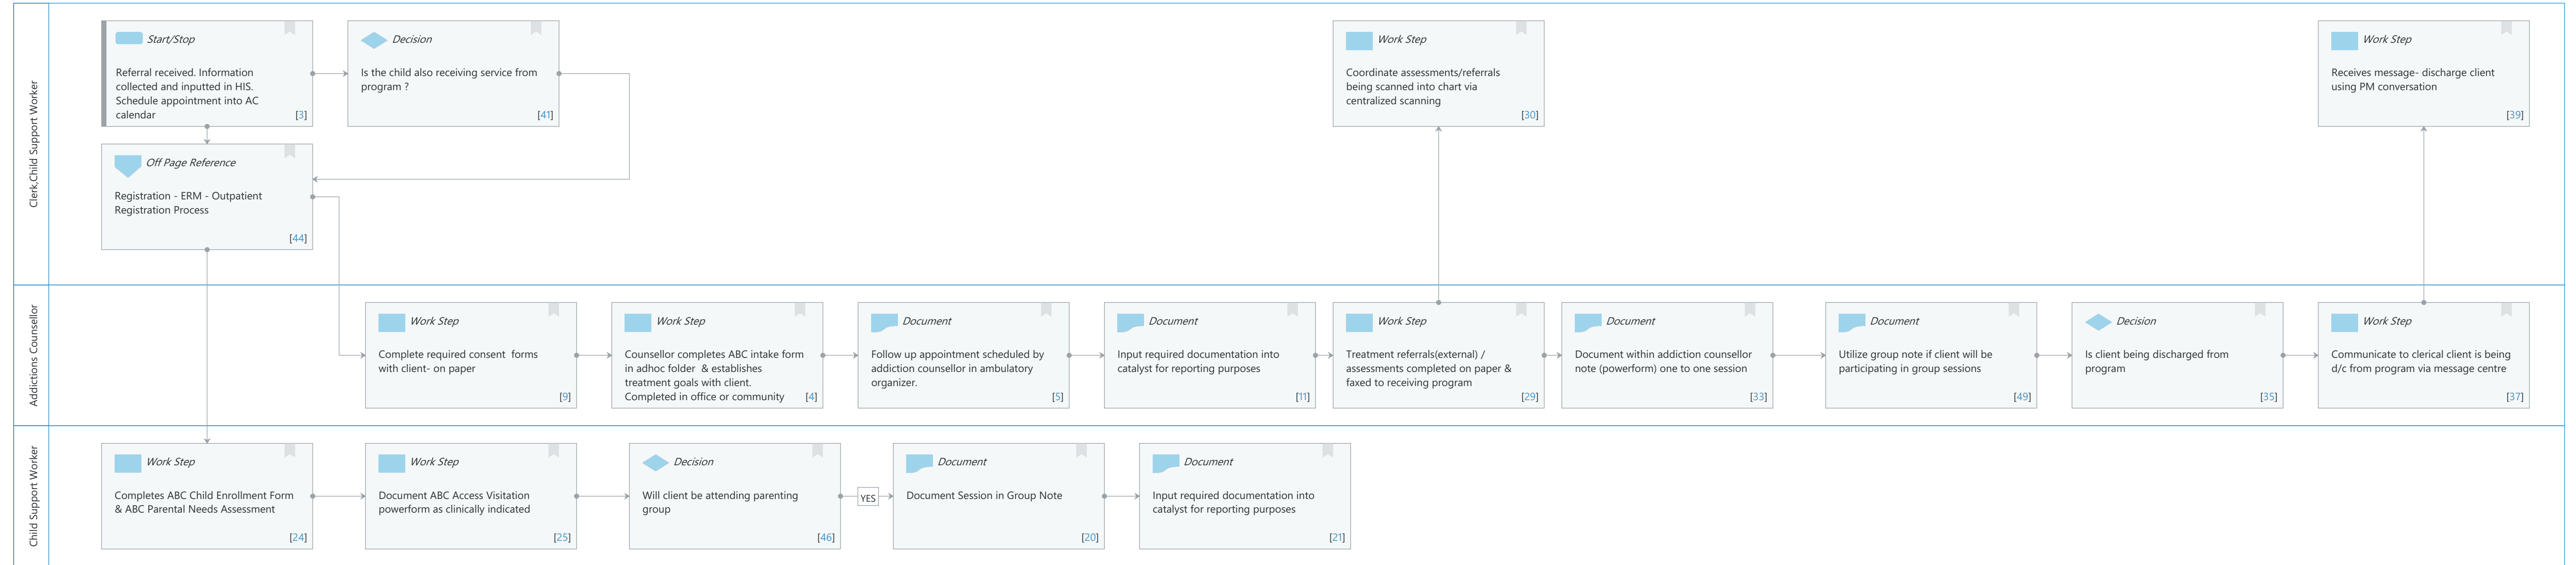 Clerk,Child Support Worker
Start/Stop
Referral received. Information
collected and inputted in HIS.
Schedule appointment into AC
calendar
[3]
Decision
Is the child also receiving service from
program ?
[41]
Work Step
Coordinate assessments/referrals
being scanned into chart via
centralized scanning
[30]
Work Step
Receives message- discharge client
using PM conversation
[39]
Off Page Reference
Registration - ERM - Outpatient
Registration Process
[44]
Addictions Counsellor
Work Step
Complete required consent  forms
with client- on paper
[9]
Work Step
Counsellor completes ABC intake form
in adhoc folder  & establishes
treatment goals with client.
Completed in office or community
[4]
Document
Follow up appointment scheduled by
addiction counsellor in ambulatory
organizer.
[5]
Document
Input required documentation into
catalyst for reporting purposes
[11]
Work Step
Treatment referrals(external) /
assessments completed on paper &
faxed to receiving program
[29]
Document
Document within addiction counsellor
note (powerform) one to one session
[33]
Document
Utilize group note if client will be
participating in group sessions
[49]
Decision
Is client being discharged from
program
[35]
Work Step
Communicate to clerical client is being
d/c from program via message centre
[37]
Child Support Worker
Work Step
Completes ABC Child Enrollment Form
& ABC Parental Needs Assessment
[24]
Work Step
Document ABC Access Visitation
powerform as clinically indicated
[25]
Decision
Will client be attending parenting
group
[46]
YES
Document
Document Session in Group Note
[20]
Document
Input required documentation into
catalyst for reporting purposes
[21]